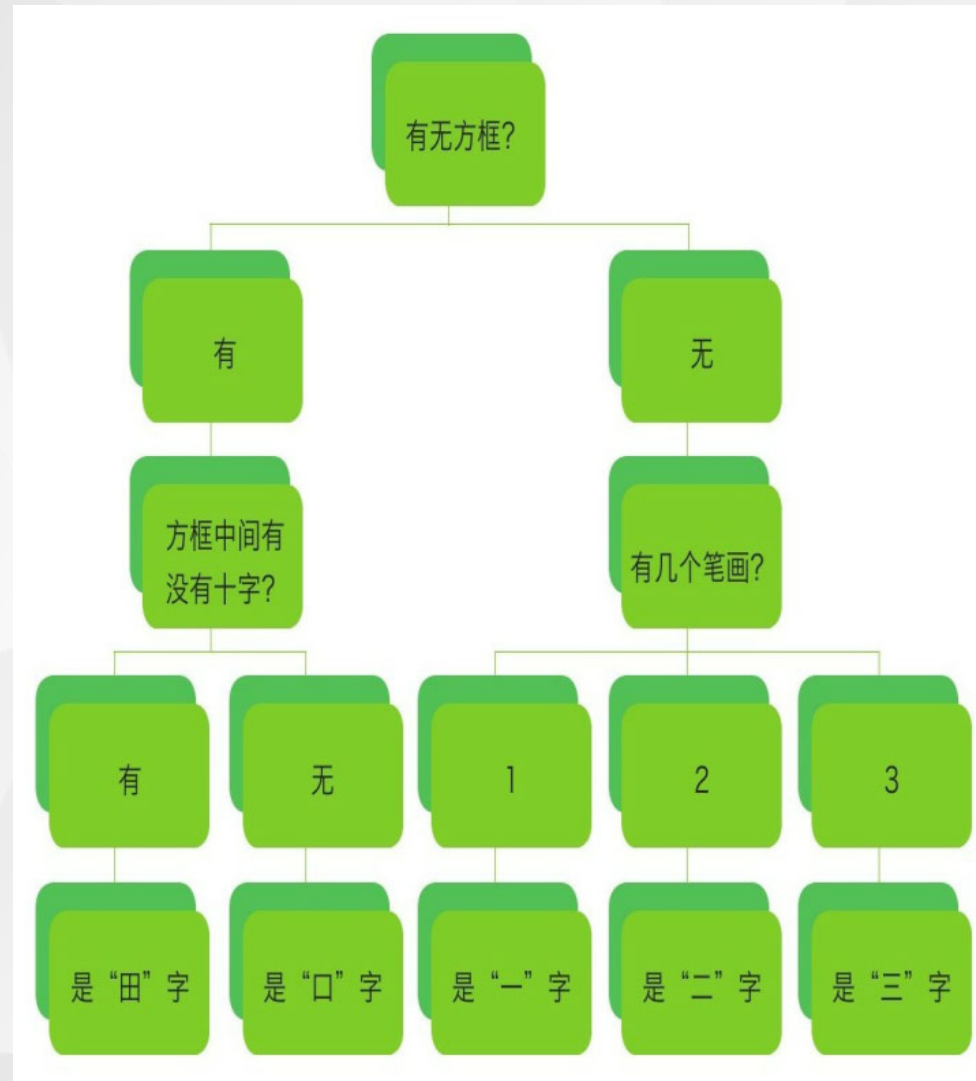 有无方框?
有
无
方框中间有
没有十字?
有几个笔画?
有
无
1
2
3
是“田”字
是“口”字
是“一”字
是“二”字
是“三”字